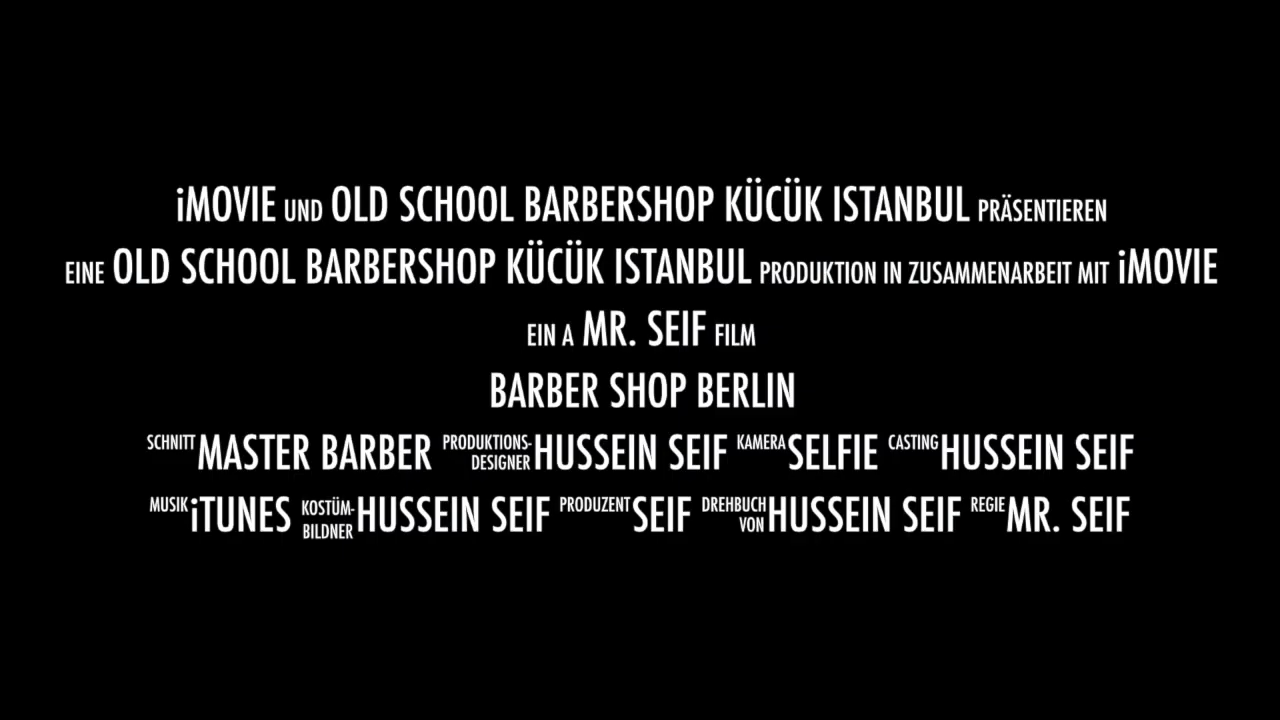 iMOVIE UND OLD SCHOOL BARBERSHOP KÜCÜK ISTANBUL PRÄSENTIEREN
EINE OLD SCHOOL BARBERSHOP KÜCÜK ISTANBUL PRODUKTION IN ZUSAMMENARBEIT MIT iMOVIE
EIN A MR. SEIF FILM
BARBER SHOP BERLIN
SCHNITT MASTER BARBER PRODUKTIONS-DESIGNER HUSSEIN SEIF KAMERA SELFIE CASTING HUSSEIN SEIF
MUSIK iTUNES KOSTÜM-BILDNER HUSSEIN SEIF PRODUZENT SEIF DREHBUCH VON HUSSEIN SEIF REGIE MR. SEIF